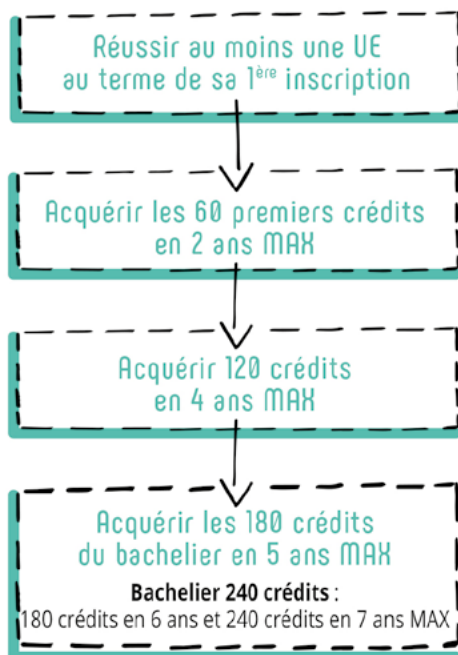 Réussir au moins une UE
au terme de sa 1ère inscription
Acquérir les 60 premiers crédits
en 2 ans MAX
Acquérir 120 crédits
en 4 ans MAX
Acquérir les 180 crédits
du bachelier en 5 ans MAX
Bachelier 240 crédits :
180 crédits en 6 ans et 240 crédits en 7 ans MAX